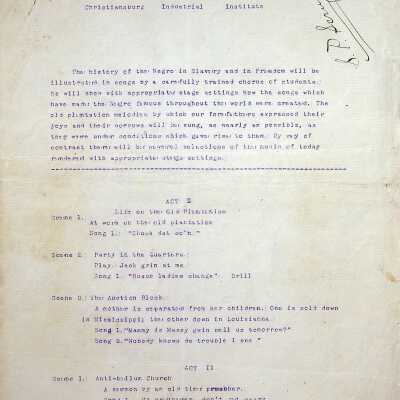 Christiansburg Industrial Institute
The history of the Negro in Slavery and in Freedom will be
illustrated in songs by a carefully trained chorus of students.
He will show with appropriate stage settings how the songs which
have made the Negro famous throughout the world were created. The
old plantation melodies by which our forefathers expressed their
joys and their sorrows will be sung, as nearly as possible, as
they were under conditions which gave rise to them. By way of
contrast there will be several selections of the music of today
rendered with appropriate stage settings.
ACT I
Scene 1. Life on the Old Plantation
At work on the old plantation
Song 1. "Shuck dat co'n."
Scene 2 Party in the Quarters:
Play, Jack grin at me.
Song 1. "Hosse ladies change" Drill
Scene 3. The Auction Block.
A mother is separated from her children. One is sold down
in Mississippi; the other down in Louisiana.
Song 1. "Mammy is Massy gwin sell us tomorrow?"
Song 2. "Nobody knows de trouble I see"
ACT II
Scene 1. Anti-bellum Church
A sermon by an old time preacher.